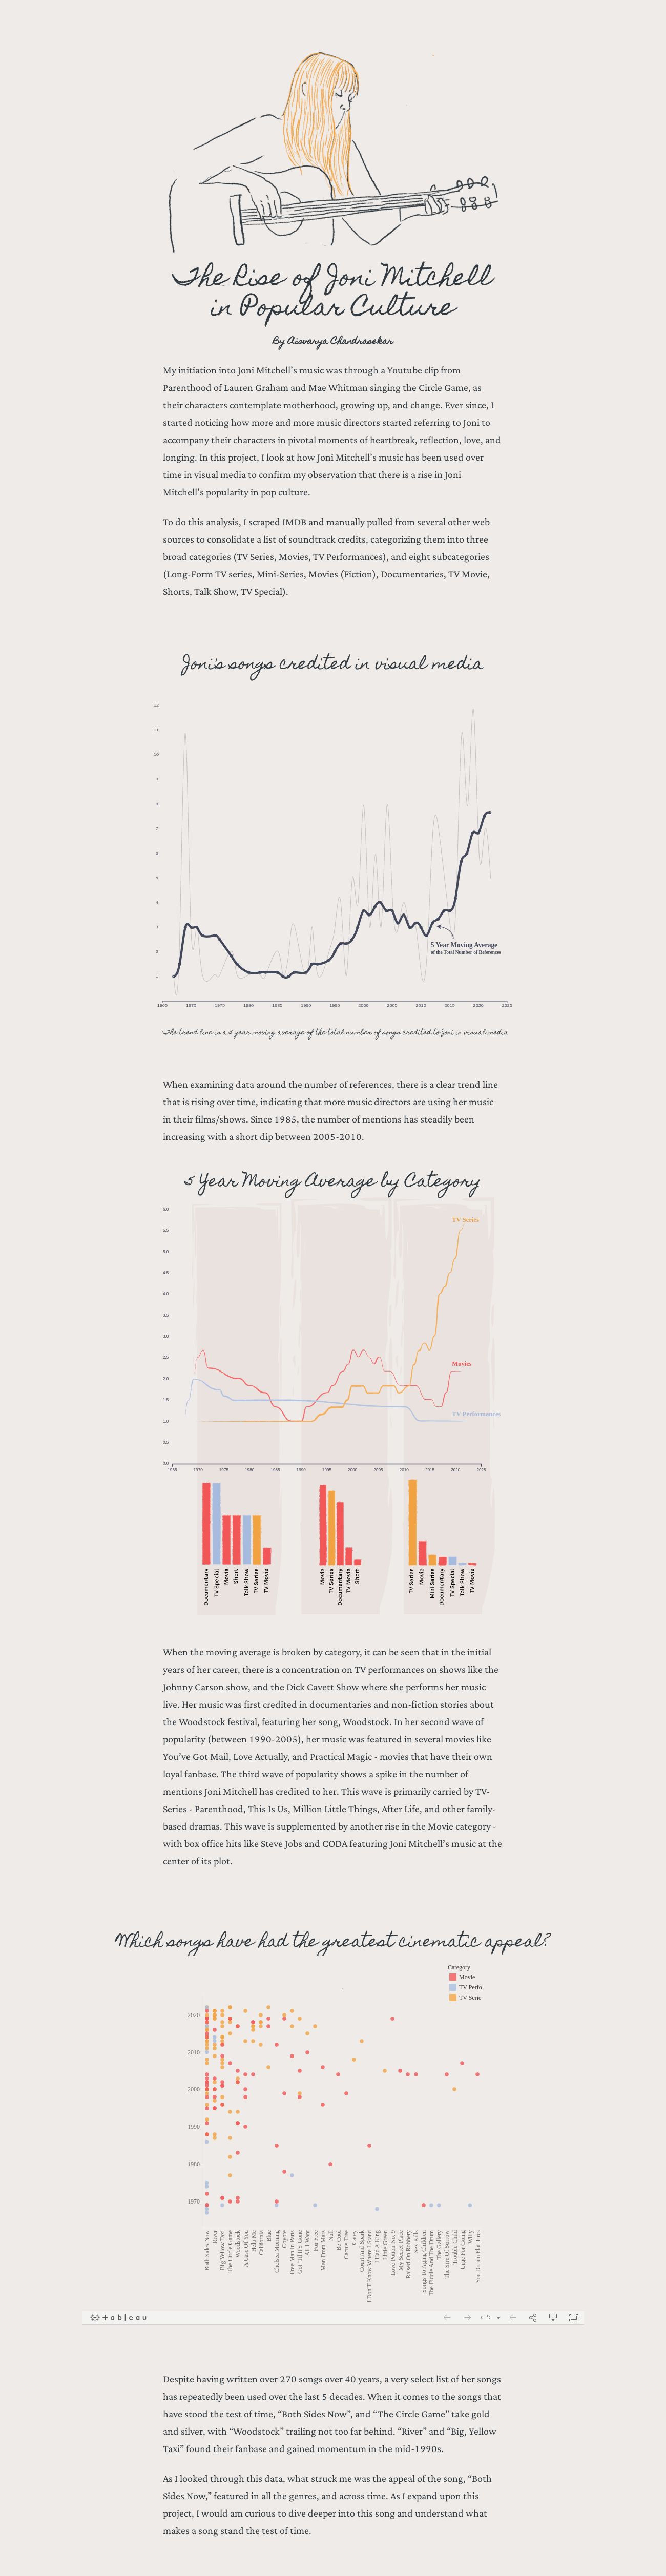 The Rise of Joni Mitchell
in Popular Culture
By Aisvarya Chandrasekar
My initiation into Joni Mitchell's music was through a Youtube clip from
Parenthood of Lauren Graham and Mae Whitman singing the Circle Game, as
their characters contemplate motherhood, growing up, and change. Ever since, I
started noticing how more and more music directors started referring to Joni to
accompany their characters in pivotal moments of heartbreak, reflection, love, and
longing. In this project, I look at how Joni Mitchell's music has been used over
time in visual media to confirm my observation that there is a rise in Joni
Mitchell's popularity in pop culture.
To do this analysis, I scraped IMDB and manually pulled from several other web
sources to consolidate a list of soundtrack credits, categorizing them into three
broad categories (TV Series, Movies, TV Performances), and eight subcategories
(Long-Form TV series, Mini-Series, Movies (Fiction), Documentaries, TV Movie,
Shorts, Talk Show, TV Special).
Joni's songs credited in visual media
12
11
10
9
8
7
6
5
4
3
2
1
5 Year Moving Average
of the Total Number of References
1965 1970 1975 1980 1985 1990 1995 2000 2005 2010 2015 2020 2025
The trend line is a 5 year moving average of the total number of songs credited to Joni in visual media
When examining data around the number of references, there is a clear trend line
that is rising over time, indicating that more music directors are using her music
in their films/shows. Since 1985, the number of mentions has steadily been
increasing with a short dip between 2005-2010.
5 Year Moving Average by Category
6.0
TV Series
5.5
5.0
4.5
4.0
3.5
3.0
2.5
Movies
2.0
1.5
TV Performances
1.0
0.5
0.0
1965 1970 1975 1980 1985 1990 1995 2000 2005 2010 2015 2020 2025
Documentary
TV Special
Movie
Short
Talk Show
TV Series
TV Movie
Movie
TV Series
Documentary
TV Movie
Short
TV Series
Movie
Mini Series
Documentary
TV Special
Talk Show
TV Movie
When the moving average is broken by category, it can be seen that in the initial
years of her career, there is a concentration on TV performances on shows like the
Johnny Carson show, and the Dick Cavett Show where she performs her music
live. Her music was first credited in documentaries and non-fiction stories about
the Woodstock festival, featuring her song, Woodstock. In her second wave of
popularity (between 1990-2005), her music was featured in several movies like
You've Got Mail, Love Actually, and Practical Magic - movies that have their own
loyal fanbase. The third wave of popularity shows a spike in the number of
mentions Joni Mitchell has credited to her. This wave is primarily carried by TV-
Series - Parenthood, This Is Us, Million Little Things, After Life, and other family-
based dramas. This wave is supplemented by another rise in the Movie category -
with box office hits like Steve Jobs and CODA featuring Joni Mitchell's music at the
center of its plot.
Which songs have had the greatest cinematic appeal?
Category
Movie
TV Perfo
TV Serie
2020
2010
2000
1990
1980
1970
Both Sides Now
River
Big Yellow Taxi
The Circle Game
Woodstock
A Case Of You
Help Me
California
Blue
Chelsea Morning
Coyote
Free Man In Paris
Got 'Til It'S Gone
All I Want
For Free
Man From Mars
Null
Cool
Cactus Tree
Carey
Court And Spark
I Don'T Know Where I Stand
I Had A King
Little Green
Love Potion No. 9
My Secret Place
Raised On Robbery
Sex Kills
Songs To Aging Children
The Fiddle And The Drum
The Gallery
The Sire Of Sorrow
Trouble Child
Urge For Going
Willy
You Dream Flat Tires
+ableau
Despite having written over 270 songs over 40 years, a very select list of her songs
has repeatedly been used over the last 5 decades. When it comes to the songs that
have stood the test of time, "Both Sides Now", and "The Circle Game" take gold
and silver, with "Woodstock" trailing not too far behind. "River" and "Big, Yellow
Taxi" found their fanbase and gained momentum in the mid-1990s.
As I looked through this data, what struck me was the appeal of the song, "Both
Sides Now," featured in all the genres, and across time. As I expand upon this
project, I would am curious to dive deeper into this song and understand what
makes a song stand the test of time.